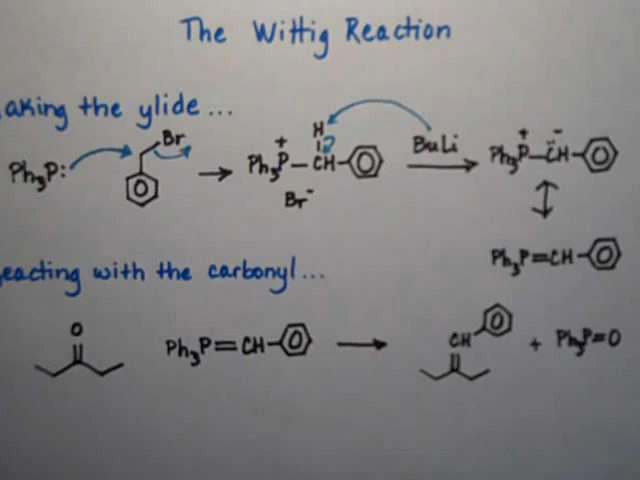 The Wittig Reaction
aking the ylide...
Ph3P: Br Ph3P+ — CH H Br- BuLi Ph3P+ — CH-
Ph3P=CH
eacting with the carbonyl...
O Ph3P=CH CH + Ph3P=O